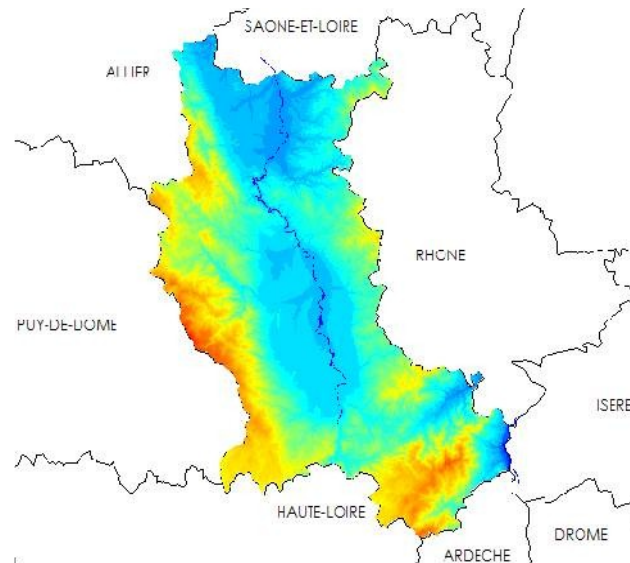 SAONE-ET-LOIRE
ALLIER
RHONE
PUY-DE-DOME
ISERE
HAUTE-LOIRE
DROME
ARDECHE